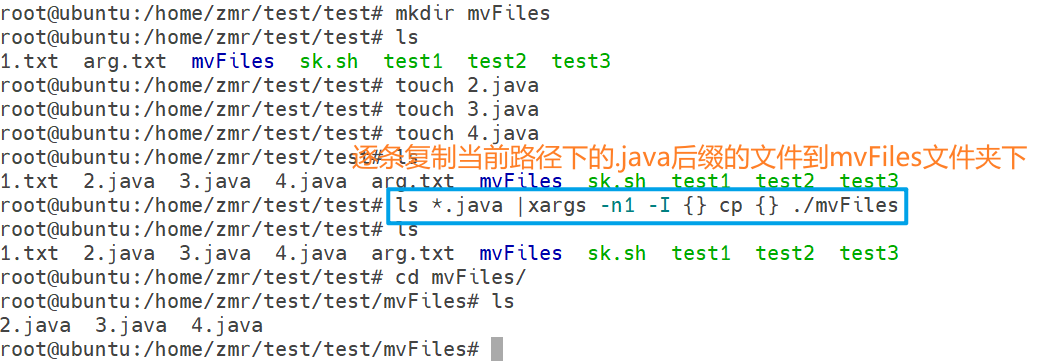 root@ubuntu:/home/zmr/test/test# mkdir mvFiles
root@ubuntu:/home/zmr/test/test# ls
1.txt  arg.txt  mvFiles  sk.sh  test1  test2  test3
root@ubuntu:/home/zmr/test/test# touch 2.java
root@ubuntu:/home/zmr/test/test# touch 3.java
root@ubuntu:/home/zmr/test/test# touch 4.java
root@ubuntu:/home/zmr/test/test# ls
逐条复制当前路径下的.java后缀的文件到mvFiles文件夹下
1.txt  2.java  3.java  4.java  arg.txt  mvFiles  sk.sh  test1  test2  test3
root@ubuntu:/home/zmr/test/test# ls *.java |xargs -n1 -I {} cp {} ./mvFiles
root@ubuntu:/home/zmr/test/test# ls
1.txt  2.java  3.java  4.java  arg.txt  mvFiles  sk.sh  test1  test2  test3
root@ubuntu:/home/zmr/test/test# cd mvFiles/
root@ubuntu:/home/zmr/test/test/mvFiles# ls
2.java  3.java  4.java
root@ubuntu:/home/zmr/test/test/mvFiles#